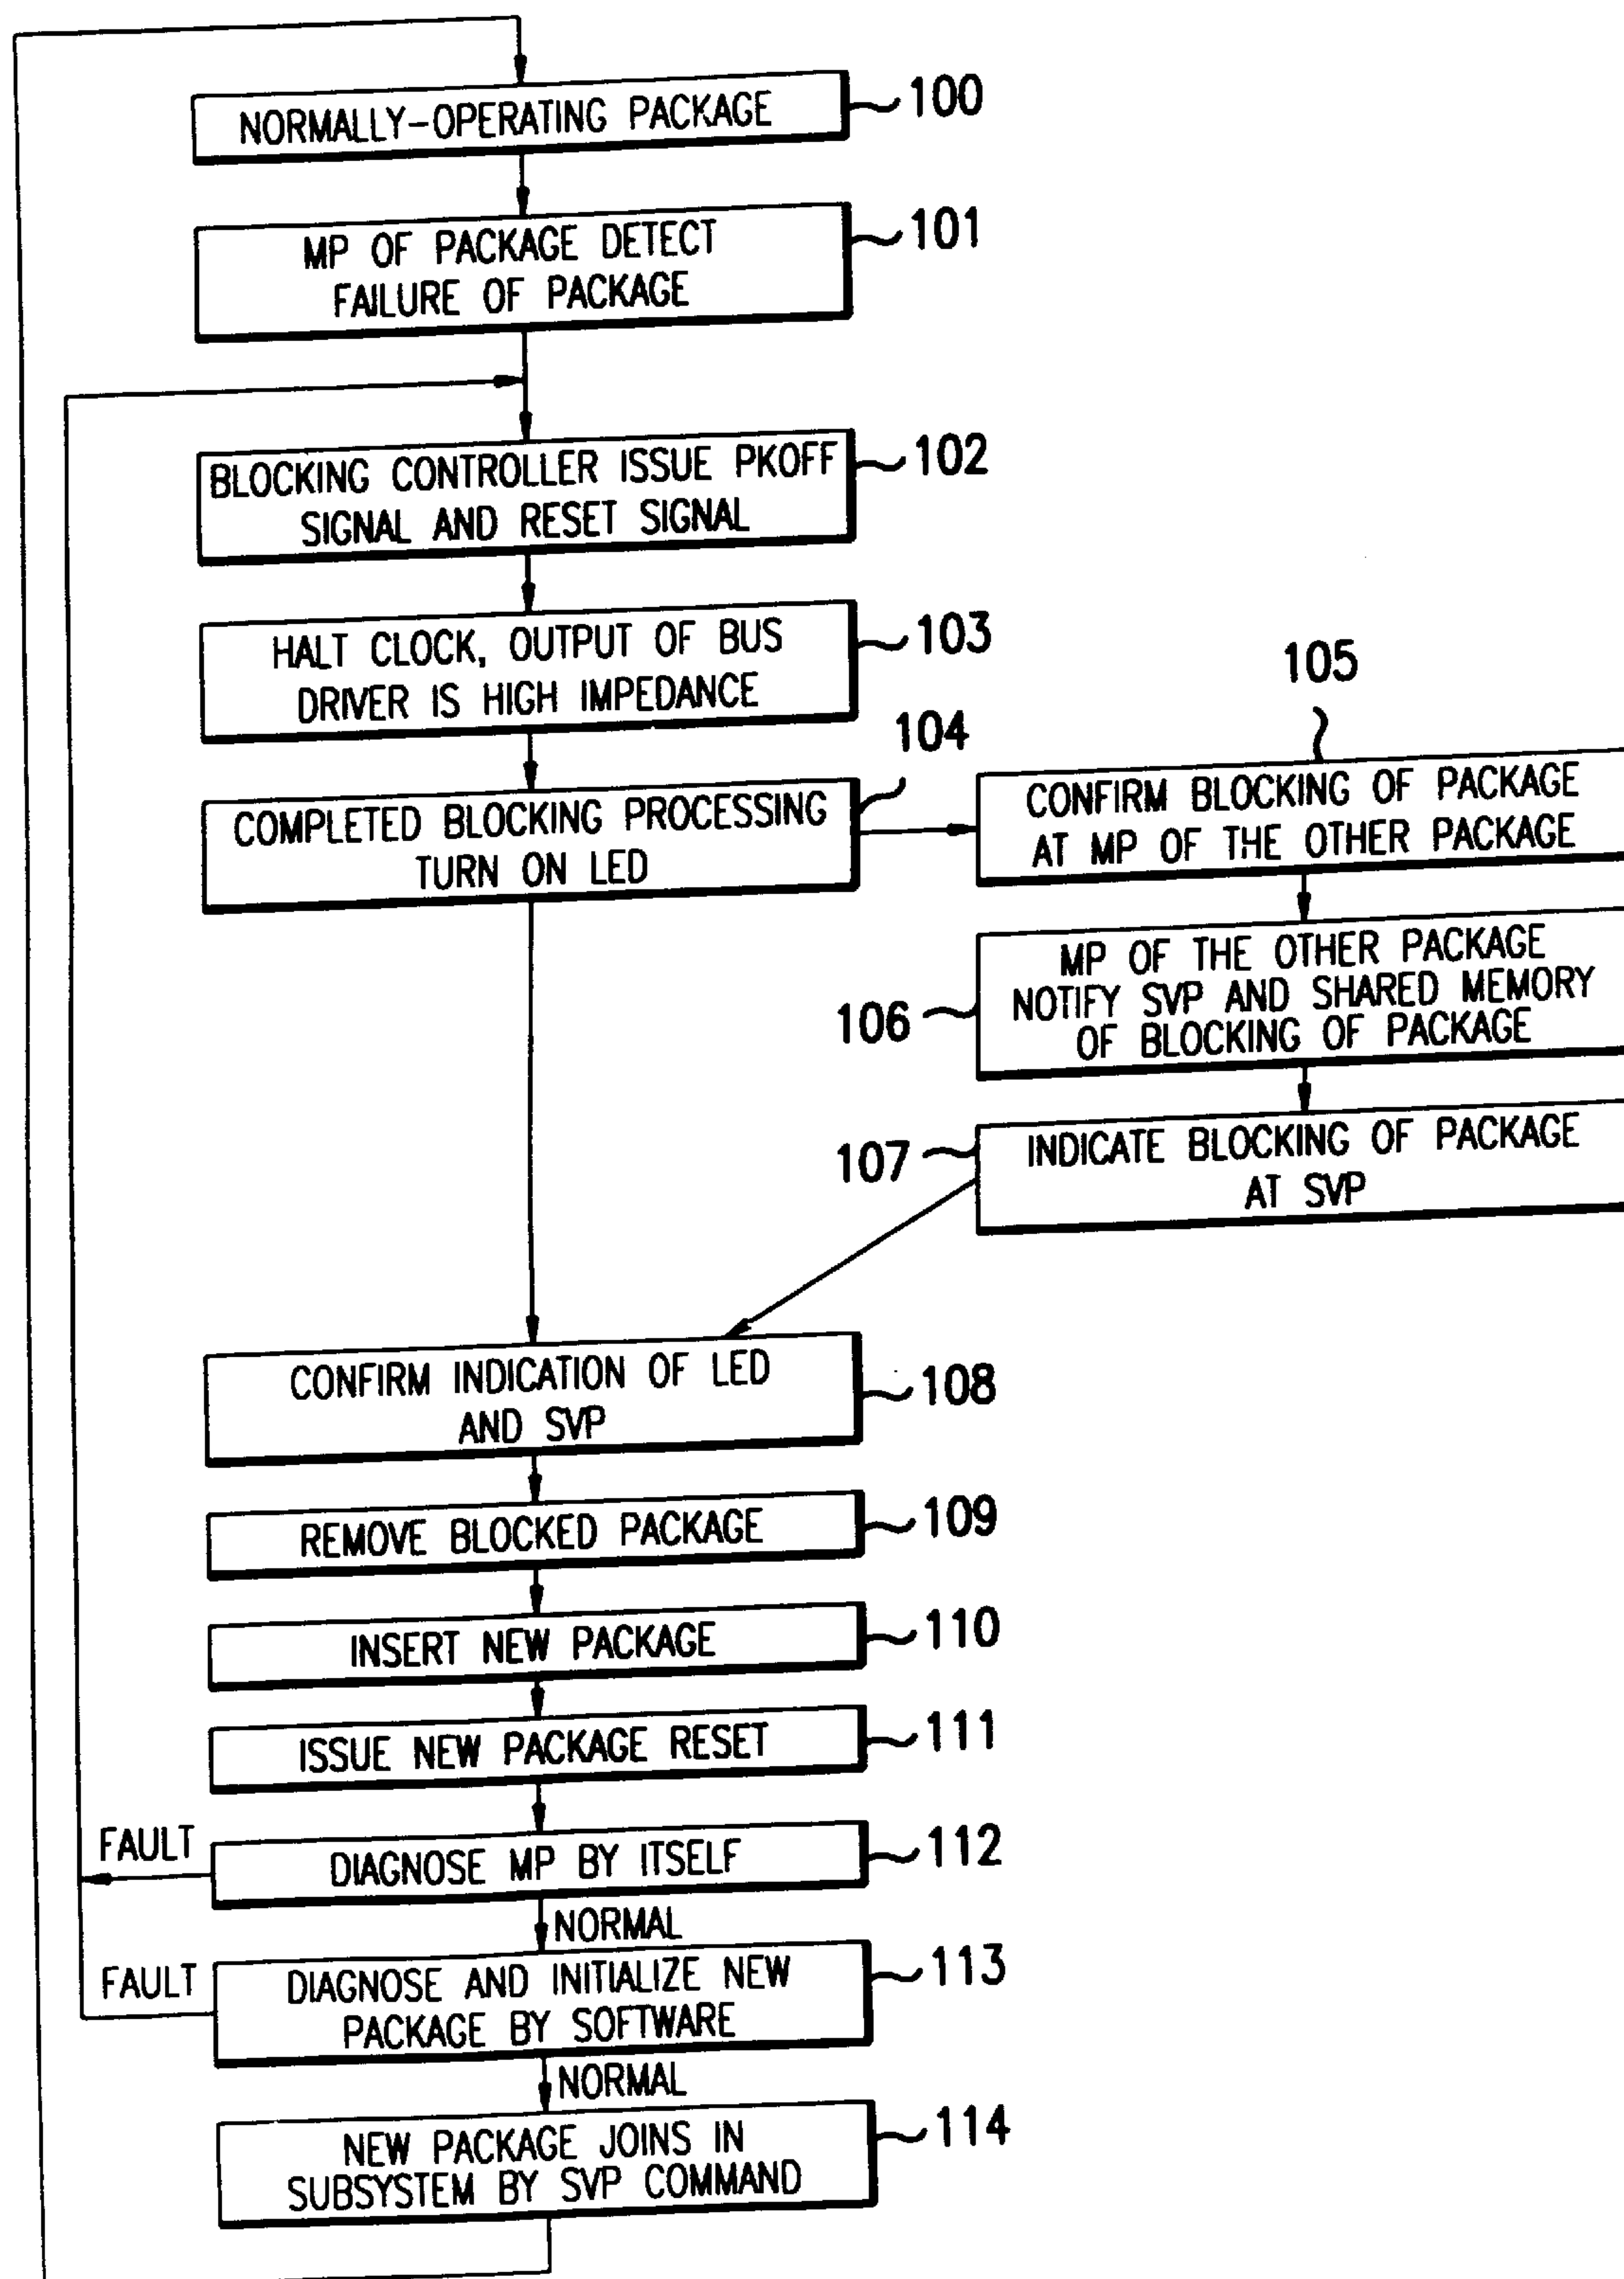 NORMALLY-OPERATING PACKAGE
100
MP OF PACKAGE DETECT
FAILURE OF PACKAGE
101
BLOCKING CONTROLLER ISSUE PKOFF
SIGNAL AND RESET SIGNAL
102
HALT CLOCK, OUTPUT OF BUS
DRIVER IS HIGH IMPEDANCE
103
COMPLETED BLOCKING PROCESSING
TURN ON LED
104
105
CONFIRM BLOCKING OF PACKAGE
AT MP OF THE OTHER PACKAGE
106
MP OF THE OTHER PACKAGE
NOTIFY SVP AND SHARED MEMORY
OF BLOCKING OF PACKAGE
107
INDICATE BLOCKING OF PACKAGE
AT SVP
CONFIRM INDICATION OF LED
AND SVP
108
REMOVE BLOCKED PACKAGE
109
INSERT NEW PACKAGE
110
ISSUE NEW PACKAGE RESET
111
FAULT
DIAGNOSE MP BY ITSELF
112
NORMAL
FAULT
DIAGNOSE AND INITIALIZE NEW
PACKAGE BY SOFTWARE
113
NORMAL
NEW PACKAGE JOINS IN
SUBSYSTEM BY SVP COMMAND
114